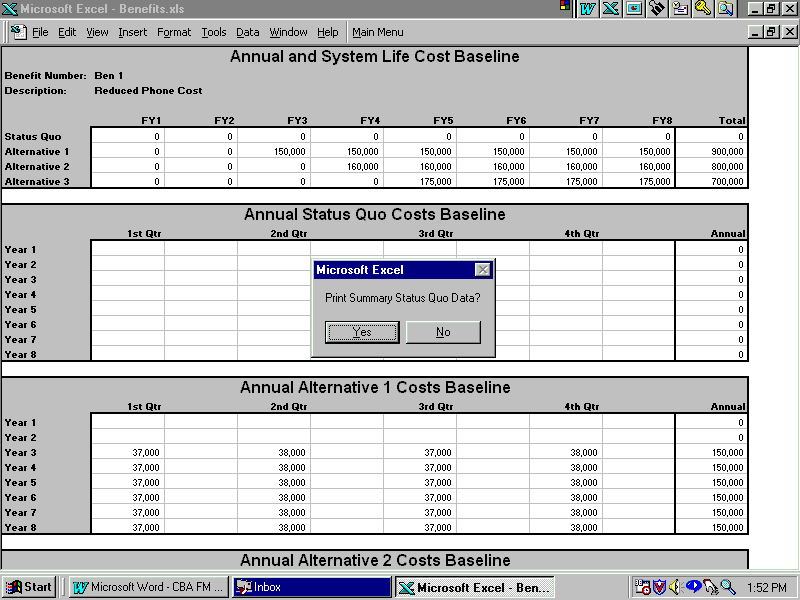 Microsoft Excel - Benefits.xls
File Edit View Insert Format Tools Data Window Help Main Menu
Annual and System Life Cost Baseline
Benefit Number: Ben 1
Description: Reduced Phone Cost
FY1 FY2 FY3 FY4 FY5 FY6 FY7 FY8 Total
Status Quo 0 0 0 0 0 0 0 0 0
Alternative 1 0 0 150,000 150,000 150,000 150,000 150,000 150,000 900,000
Alternative 2 0 0 0 160,000 160,000 160,000 160,000 160,000 800,000
Alternative 3 0 0 0 0 175,000 175,000 175,000 175,000 700,000
Annual Status Quo Costs Baseline
1st Qtr 2nd Qtr 3rd Qtr 4th Qtr Annual
Year 1 0
Year 2 0
Year 3 0
Year 4 0
Year 5 0
Year 6 0
Year 7 0
Year 8 0
Microsoft Excel
Print Summary Status Quo Data?
Yes No
Annual Alternative 1 Costs Baseline
1st Qtr 2nd Qtr 3rd Qtr 4th Qtr Annual
Year 1 0
Year 2 0
Year 3 37,000 38,000 37,000 38,000 150,000
Year 4 37,000 38,000 37,000 38,000 150,000
Year 5 37,000 38,000 37,000 38,000 150,000
Year 6 37,000 38,000 37,000 38,000 150,000
Year 7 37,000 38,000 37,000 38,000 150,000
Year 8 37,000 38,000 37,000 38,000 150,000
Annual Alternative 2 Costs Baseline
Start Microsoft Word - CBA FM ... Inbox Microsoft Excel - Ben... 1:52 PM